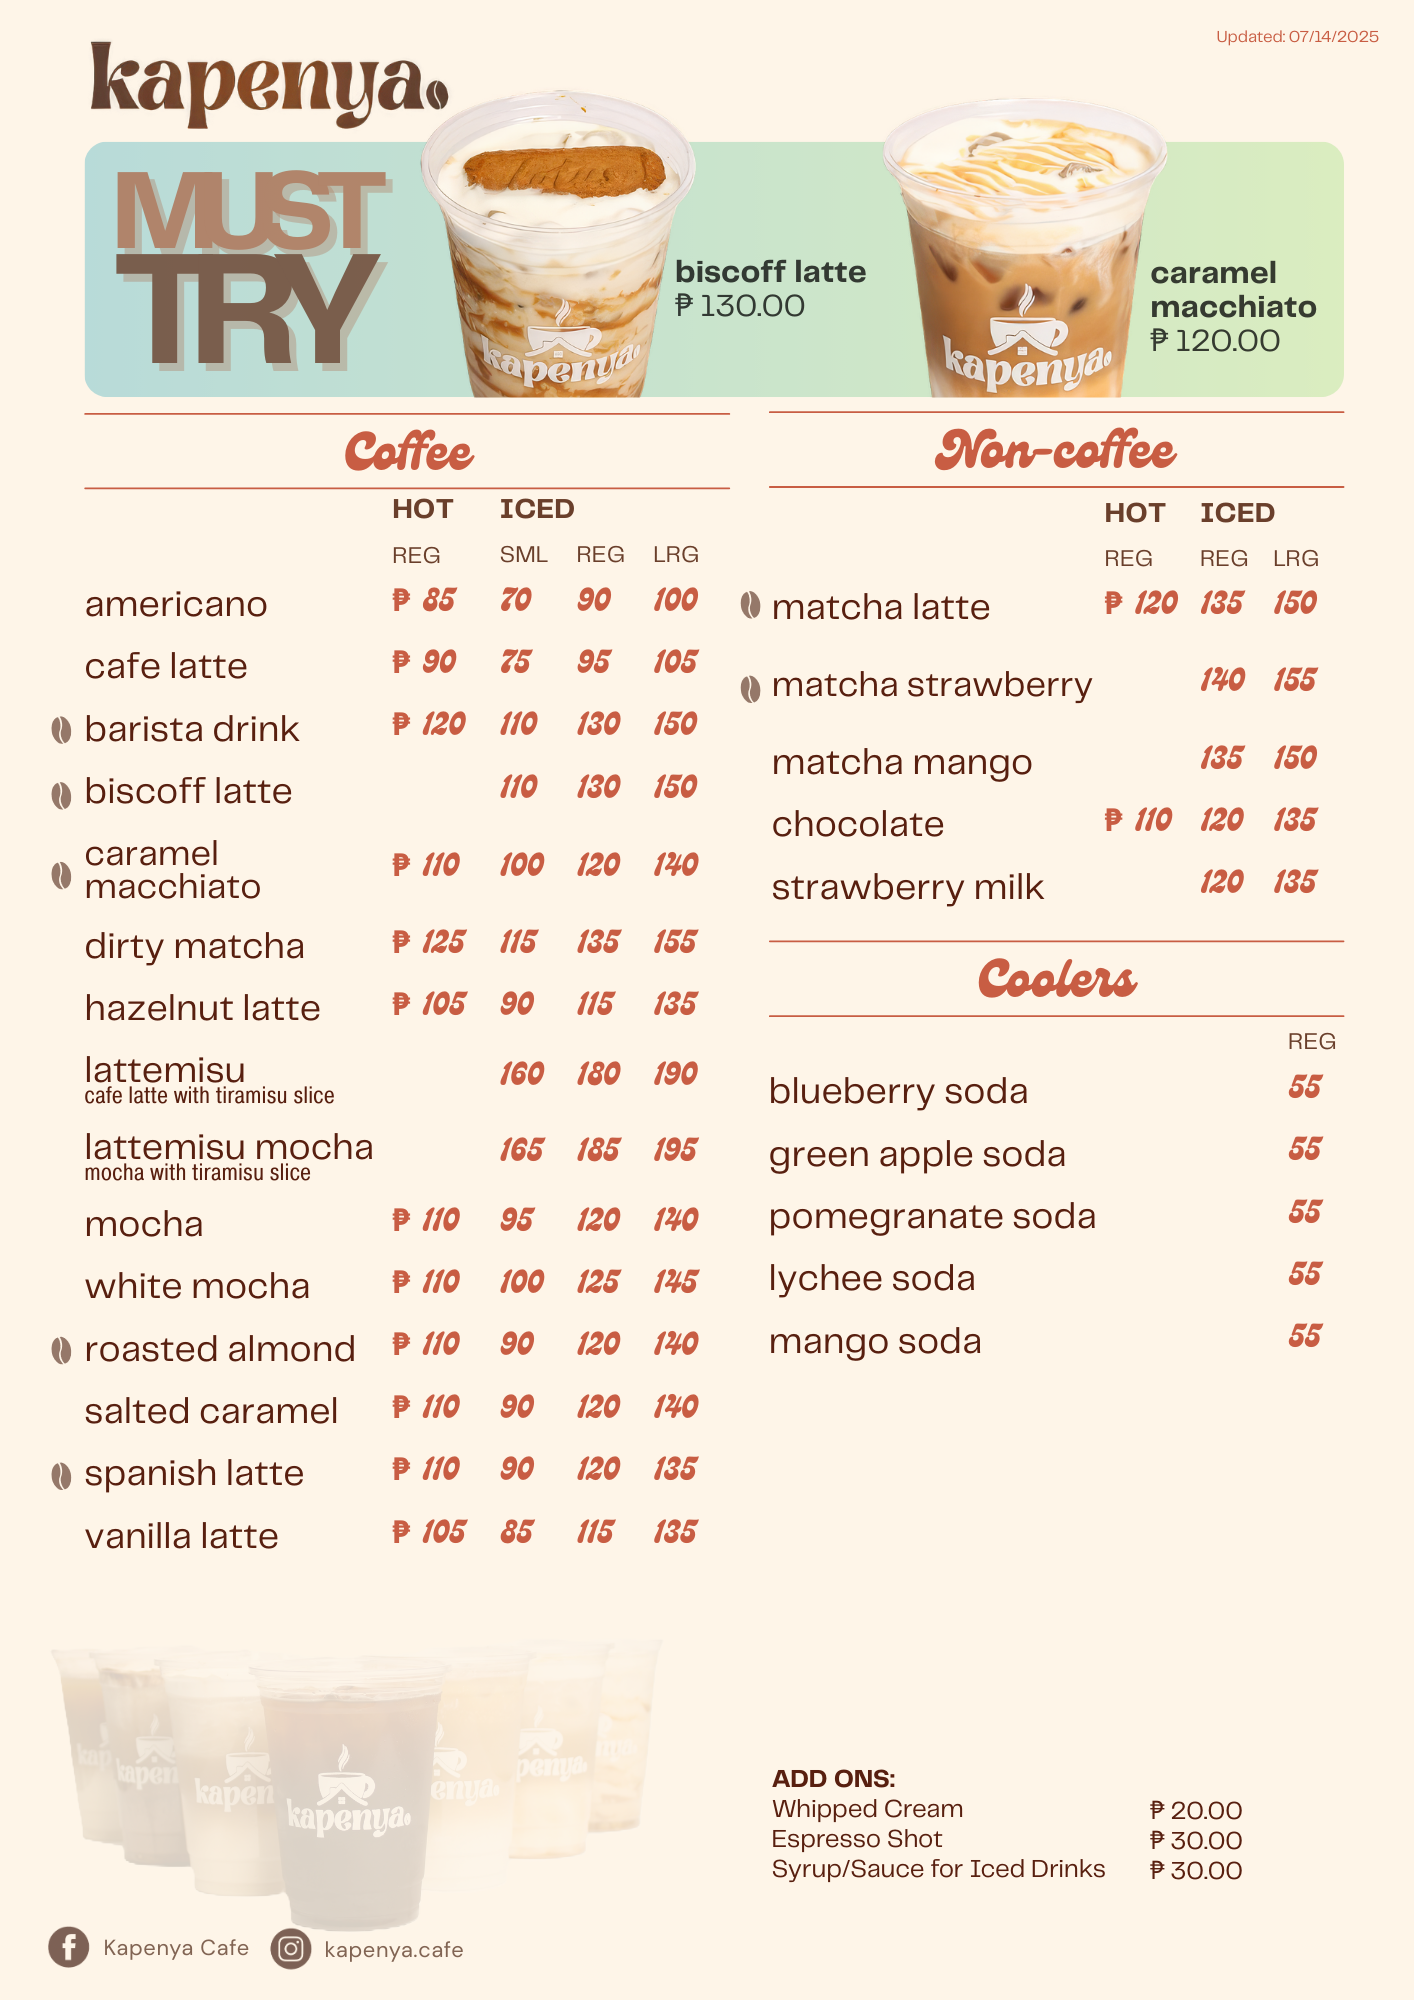 Updated: 07/14/2025
kapenya.
MUST
TRY
biscoff latte
₱ 130.00
caramel
macchiato
₱ 120.00
kapenya.
kapenya.
Coffee
HOT ICED
REG SML REG LRG
americano ₱ 85 70 90 100
cafe latte ₱ 90 75 95 105
barista drink ₱ 120 110 130 150
biscoff latte 110 130 150
caramel
macchiato ₱ 110 100 120 140
dirty matcha ₱ 125 115 135 155
hazelnut latte ₱ 105 90 115 135
lattemisu 160 180 190
cafe latte with tiramisu slice
lattemisu mocha 165 185 195
mocha with tiramisu slice
mocha ₱ 110 95 120 140
white mocha ₱ 110 100 125 145
roasted almond ₱ 110 90 120 140
salted caramel ₱ 110 90 120 140
spanish latte ₱ 110 90 120 135
vanilla latte ₱ 105 85 115 135
Non-coffee
HOT ICED
REG REG LRG
matcha latte ₱ 120 135 150
matcha strawberry 140 155
matcha mango 135 150
chocolate ₱ 110 120 135
strawberry milk 120 135
Coolers
REG
blueberry soda 55
green apple soda 55
pomegranate soda 55
lychee soda 55
mango soda 55
kapenya.
ADD ONS:
Whipped Cream ₱ 20.00
Espresso Shot ₱ 30.00
Syrup/Sauce for Iced Drinks ₱ 30.00
Kapenya Cafe kapenya.cafe